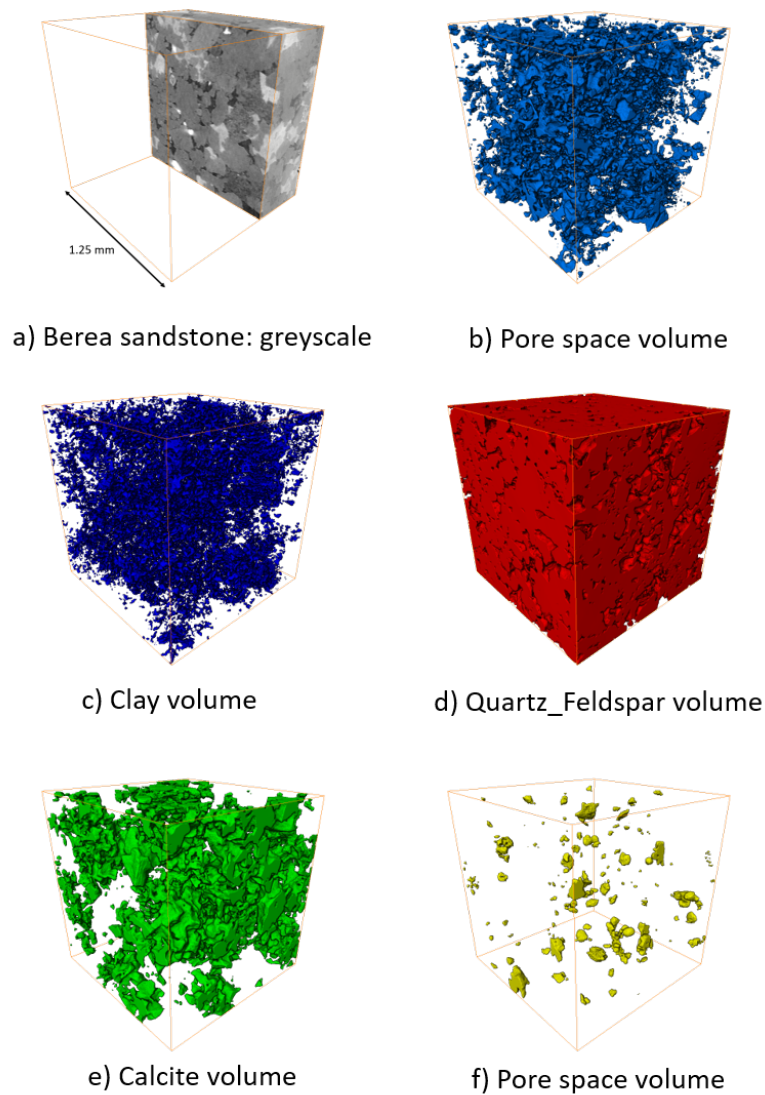 1.25 mm
a) Berea sandstone: greyscale
b) Pore space volume
c) Clay volume
d) Quartz_Feldspar volume
e) Calcite volume
f) Pore space volume